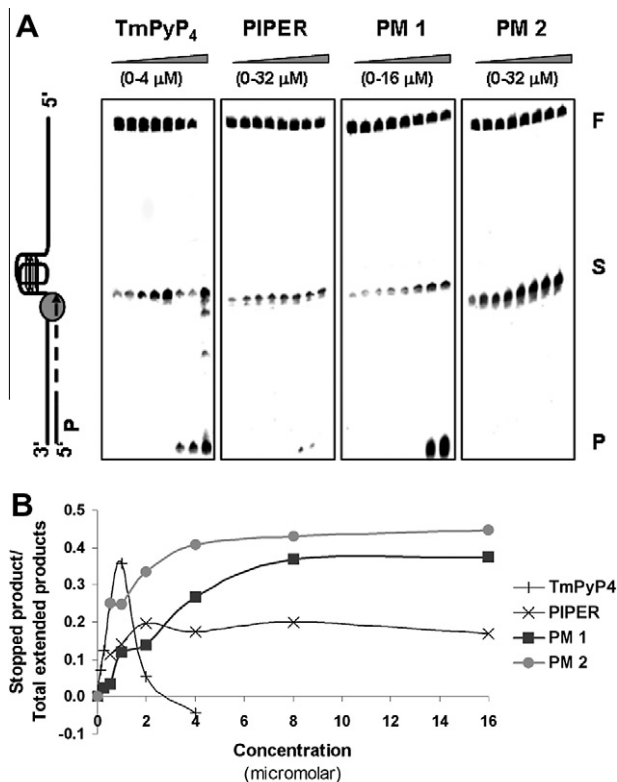 A
TmPyP4 PIPER PM 1 PM 2
(0-4 µM) (0-32 µM) (0-16 µM) (0-32 µM)
5'
F
S
P
P
3' 5'
B
0.5
0.4
0.3
0.2
0.1
0.0
-0.1
0 2 4 6 8 10 12 14 16
Stopped product/
Total extended products
Concentration
(micromolar)
TmPyP4
PIPER
PM 1
PM 2